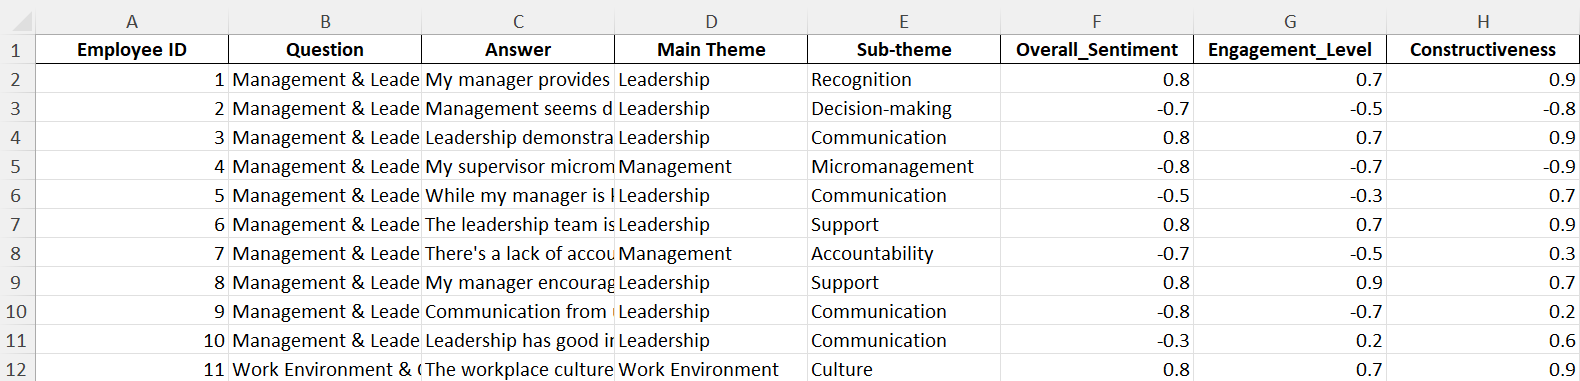 A B C D E F G H
1 Employee ID Question Answer Main Theme Sub-theme Overall_Sentiment Engagement_Level Constructiveness
2 1 Management & Leade My manager provides Leadership Recognition 0.8 0.7 0.9
3 2 Management & Leade Management seems d Leadership Decision-making -0.7 -0.5 -0.8
4 3 Management & Leade Leadership demonstra Leadership Communication 0.8 0.7 0.9
5 4 Management & Leade My supervisor microm Management Micromanagement -0.8 -0.7 -0.9
6 5 Management & Leade While my manager is Leadership Communication -0.5 -0.3 0.7
7 6 Management & Leade The leadership team is Leadership Support 0.8 0.7 0.9
8 7 Management & Leade There's a lack of accou Management Accountability -0.7 -0.5 0.3
9 8 Management & Leade My manager encourag Leadership Support 0.8 0.9 0.7
10 9 Management & Leade Communication from Leadership Communication -0.8 -0.7 0.2
11 10 Management & Leade Leadership has good in Leadership Communication -0.3 0.2 0.6
12 11 Work Environment & The workplace culture Work Environment Culture 0.8 0.7 0.9